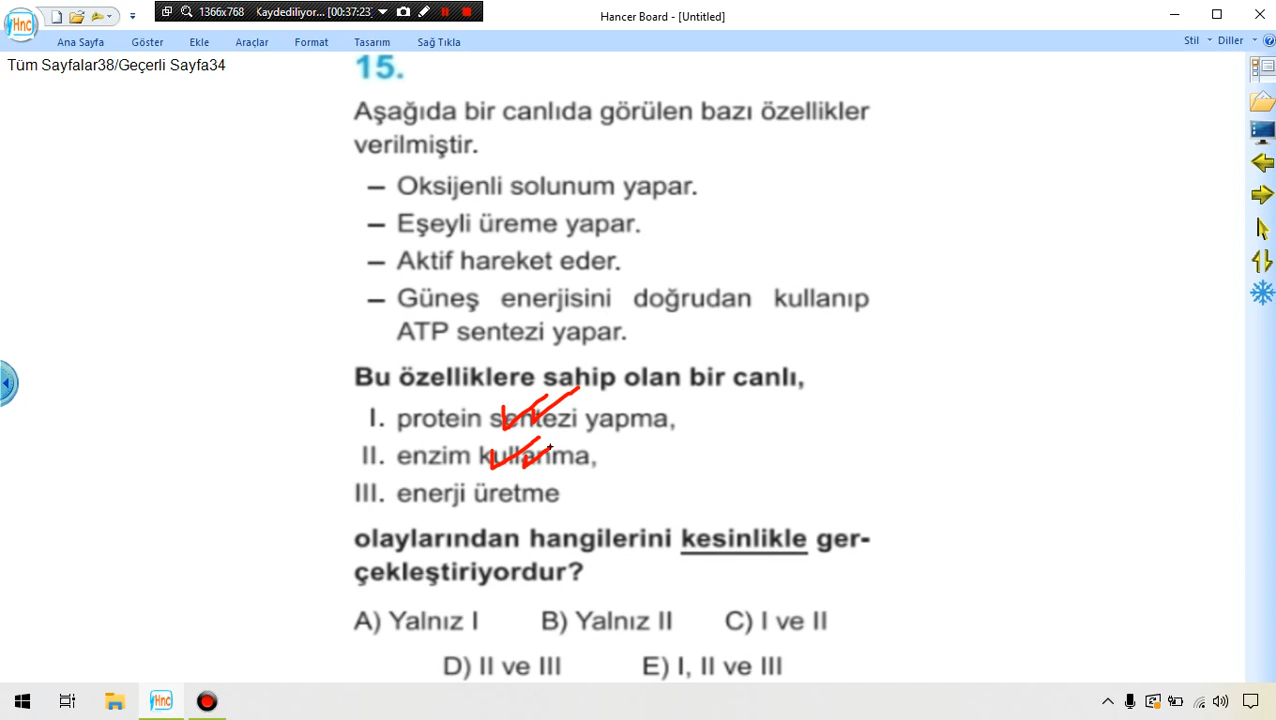 1366x768 Kaydediliyor... [00:37:23]
Hancer Board - [Untitled]
Hnc
Ana Sayfa Göster Ekle Araçlar Format Tasarım Sağ Tıkla Stil Diller
Tüm Sayfalar38/Geçerli Sayfa34
15.
Aşağıda bir canlıda görülen bazı özellikler
verilmiştir.
– Oksijenli solunum yapar.
– Eşeyli üreme yapar.
– Aktif hareket eder.
– Güneş enerjisini doğrudan kullanıp
ATP sentezi yapar.
Bu özelliklere sahip olan bir canlı,
I. protein sentezi yapma,
II. enzim kullanma,
III. enerji üretme
olaylarından hangilerini kesinlikle ger-
çekleştiriyordur?
A) Yalnız I B) Yalnız II C) I ve II
D) II ve III E) I, II ve III
Hnc